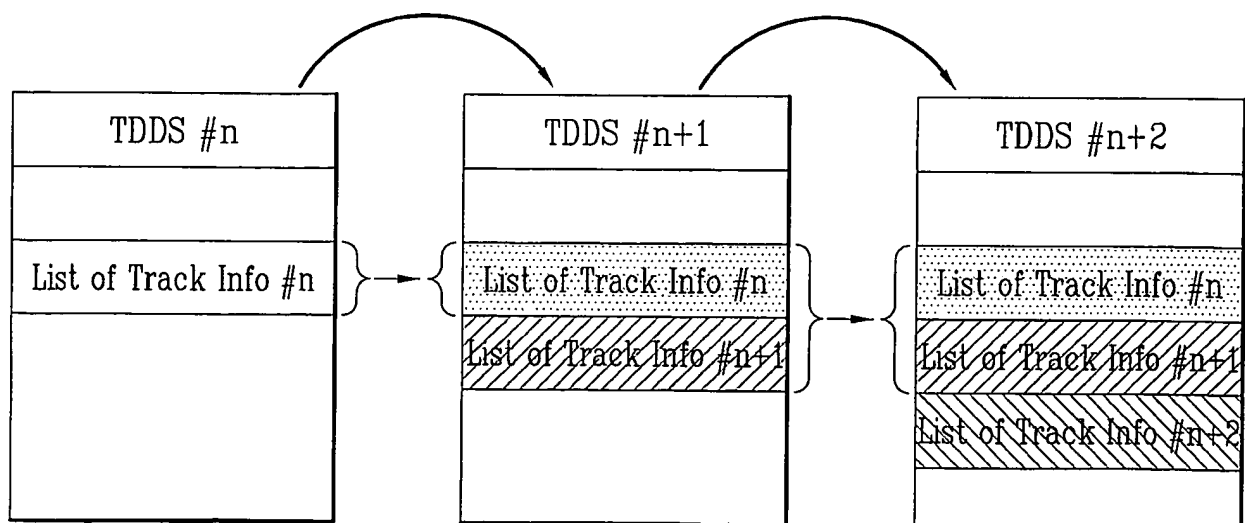 TDDS #n
List of Track Info #n
TDDS #n+1
List of Track Info #n
List of Track Info #n+1
TDDS #n+2
List of Track Info #n
List of Track Info #n+1
List of Track Info #n+2